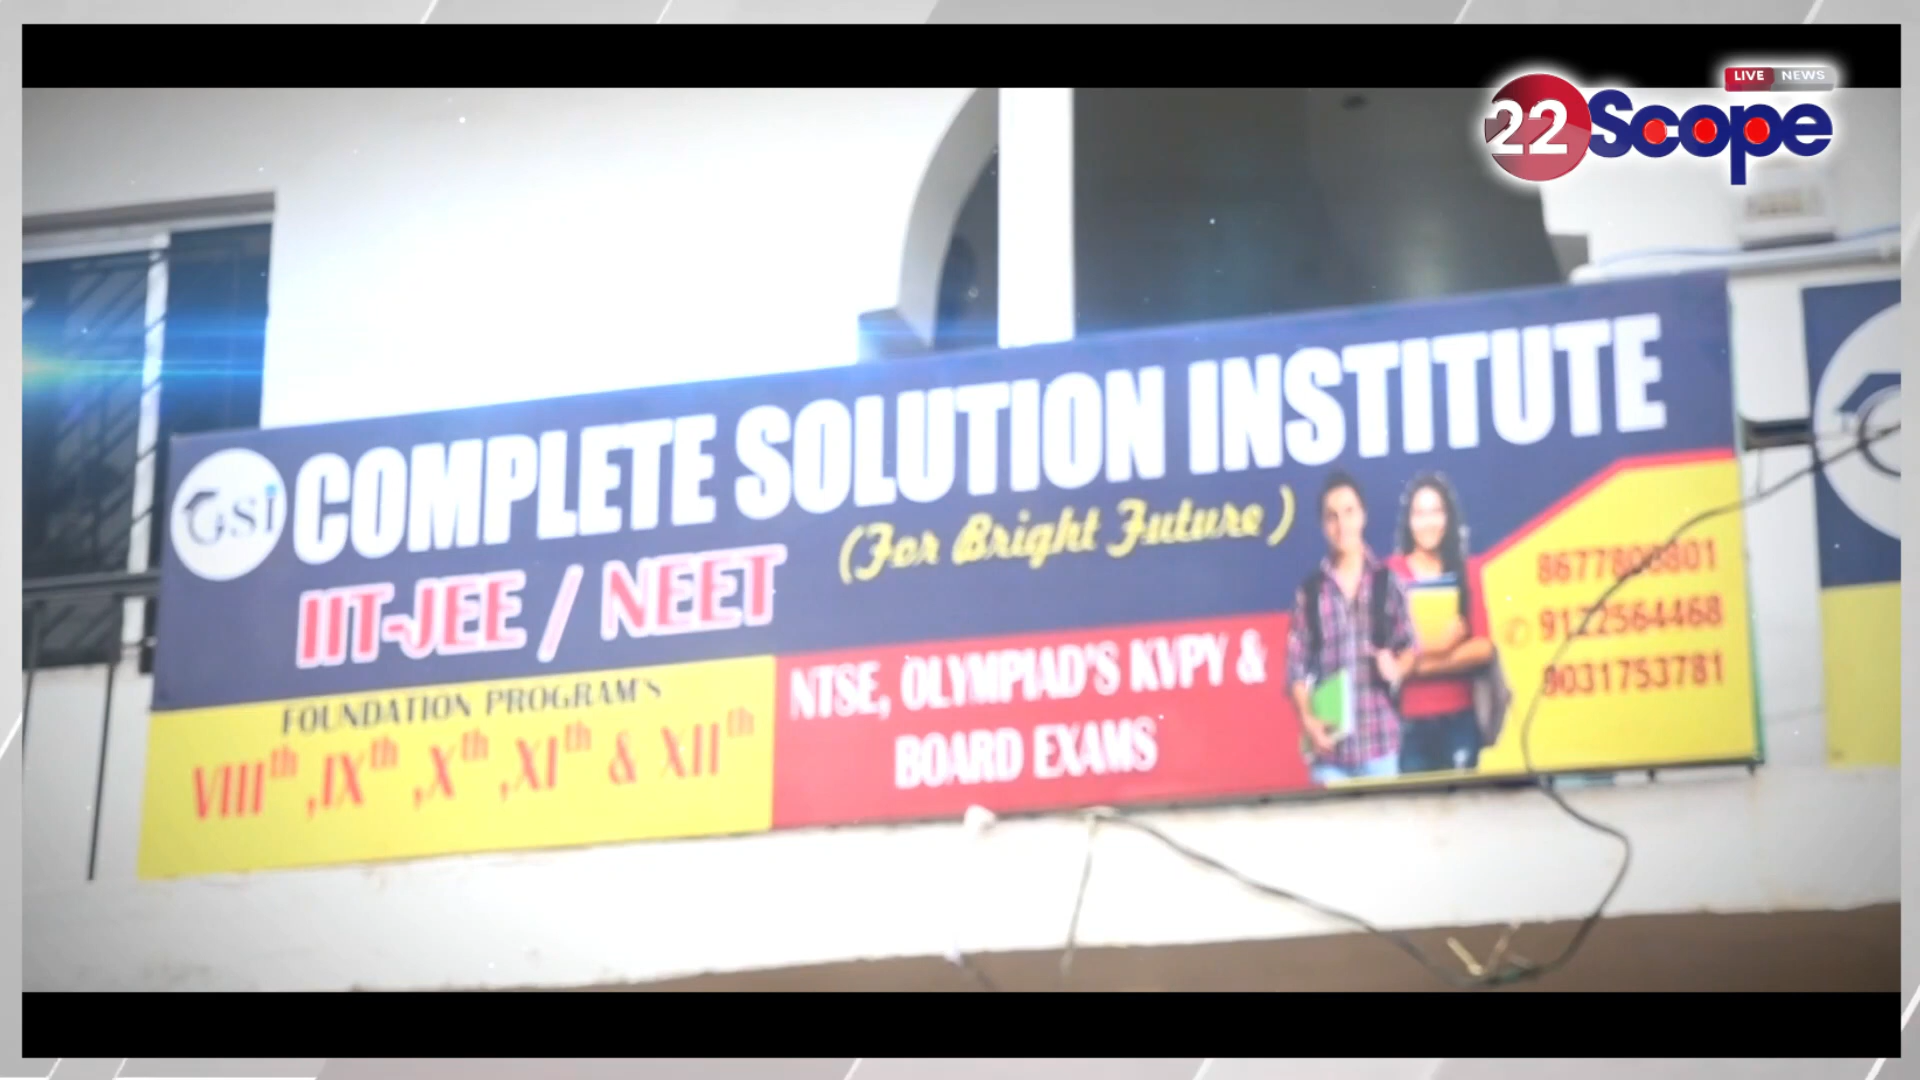 LIVE NEWS
22Scope
GSI COMPLETE SOLUTION INSTITUTE
(For Bright Future)
IIT-JEE / NEET
FOUNDATION PROGRAM'S
VIIIth ,IXth ,Xth ,XIth & XIIth
NTSE, OLYMPIAD'S KVPY &
BOARD EXAMS
9122564468
9031753781